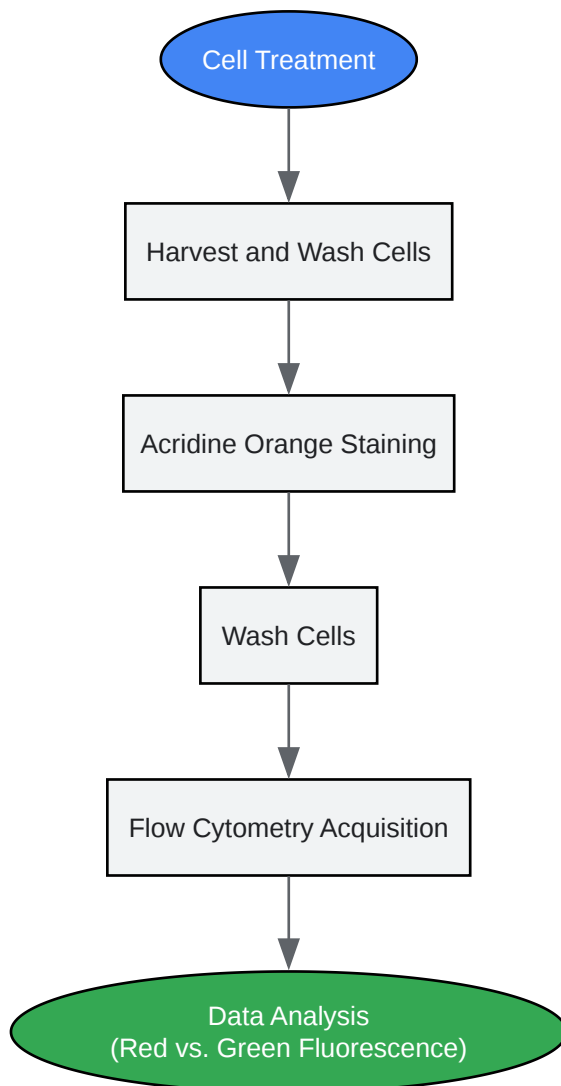 Cell Treatment
Harvest and Wash Cells
Acridine Orange Staining
Wash Cells
Flow Cytometry Acquisition
Data Analysis
(Red vs. Green Fluorescence)